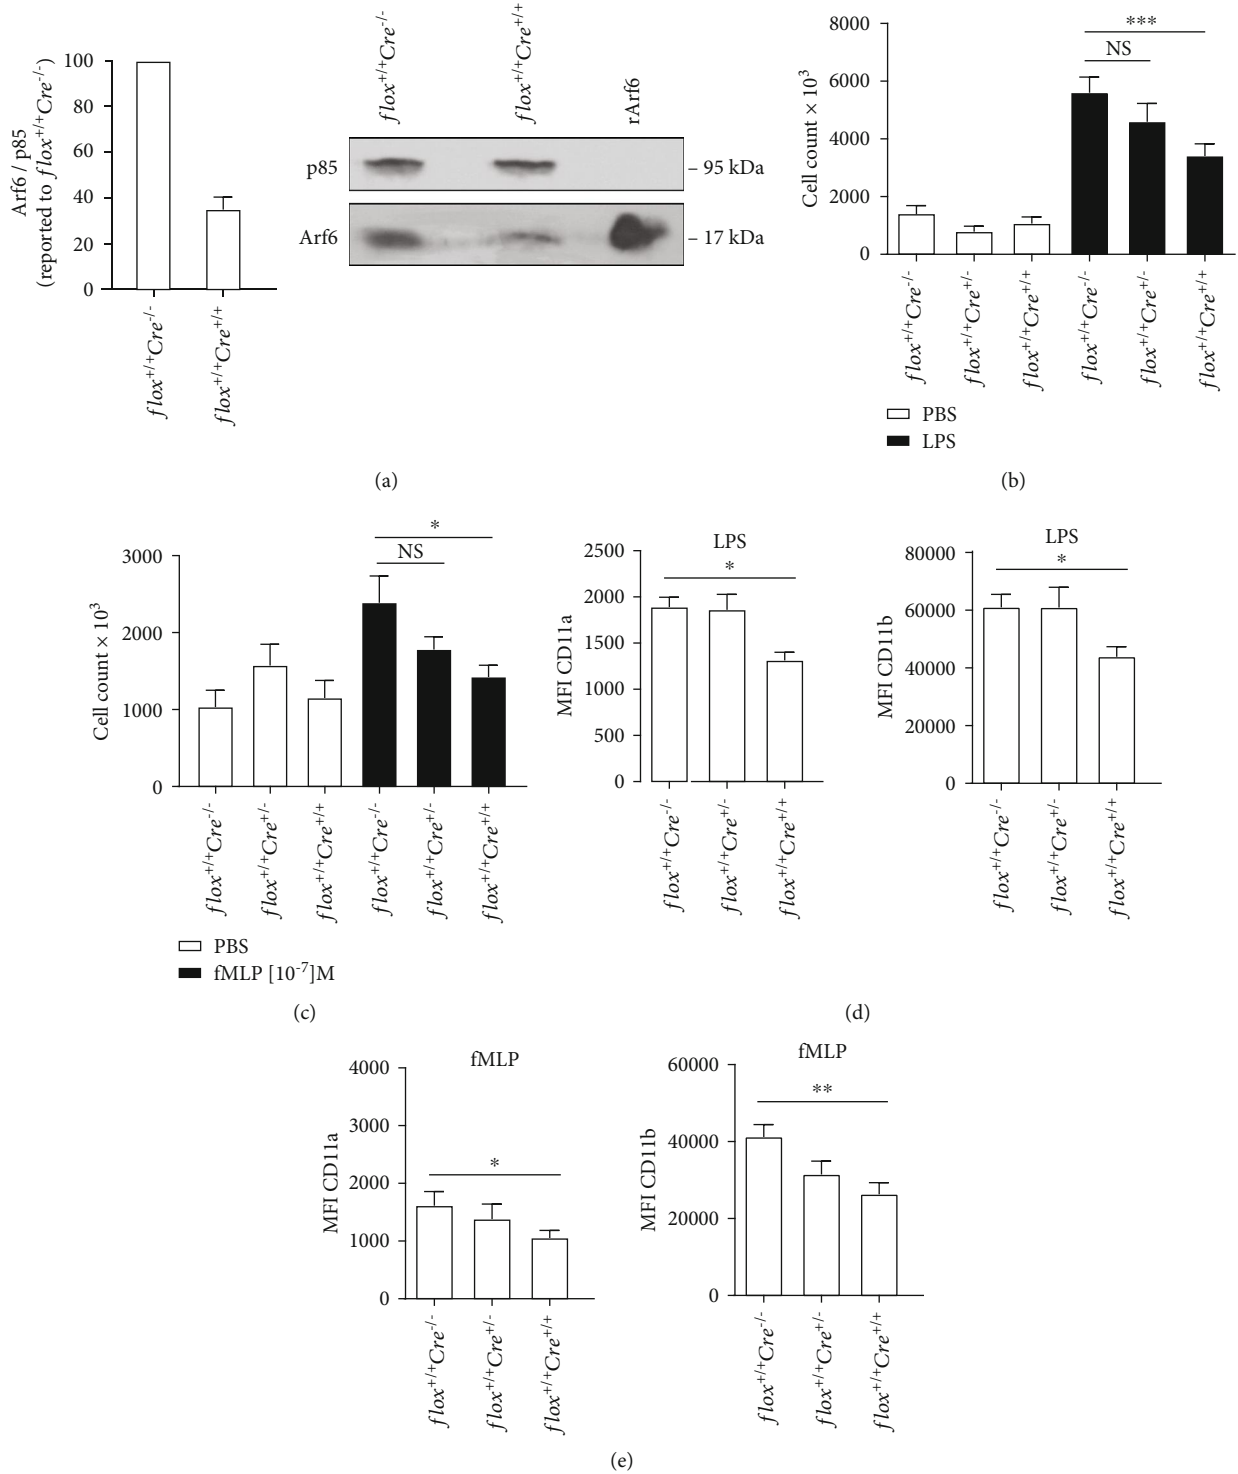 Arf6 / p85
(reported to flox+/+Cre-/-)
100
80
60
40
20
0
flox+/+Cre-/-
flox+/+Cre+/+
flox+/+Cre-/-
flox+/+Cre+/+
rArf6
p85
– 95 kDa
Arf6
– 17 kDa
(a)
Cell count × 10³
8000
6000
4000
2000
0
***
NS
flox+/+Cre-/-
flox+/+Cre+/-
flox+/+Cre+/+
flox+/+Cre-/-
flox+/+Cre+/-
flox+/+Cre+/+
PBS
LPS
(b)
Cell count × 10³
3000
2000
1000
0
*
NS
flox+/+Cre-/-
flox+/+Cre+/-
flox+/+Cre+/+
flox+/+Cre-/-
flox+/+Cre+/-
flox+/+Cre+/+
PBS
fMLP [10⁻⁷]M
(c)
LPS
*
MFI CD11a
2500
2000
1500
1000
500
0
flox+/+Cre-/-
flox+/+Cre+/-
flox+/+Cre+/+
LPS
*
MFI CD11b
80000
60000
40000
20000
0
flox+/+Cre-/-
flox+/+Cre+/-
flox+/+Cre+/+
(d)
fMLP
*
MFI CD11a
4000
3000
2000
1000
0
flox+/+Cre-/-
flox+/+Cre+/-
flox+/+Cre+/+
fMLP
**
MFI CD11b
60000
40000
20000
0
flox+/+Cre-/-
flox+/+Cre+/-
flox+/+Cre+/+
(e)